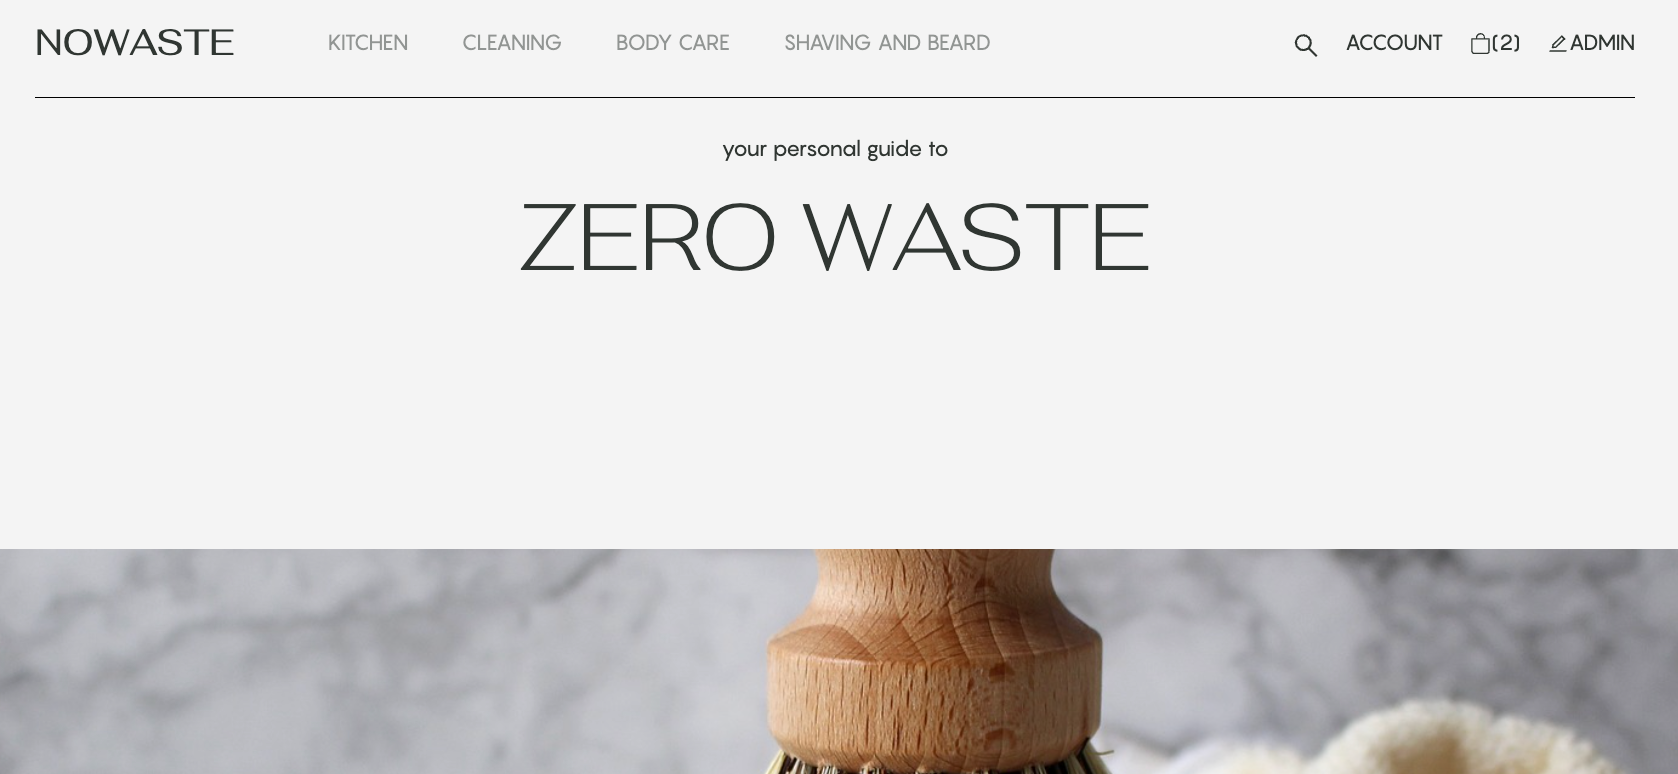 NOWASTE KITCHEN CLEANING BODY CARE SHAVING AND BEARD ACCOUNT (2) ADMIN
your personal guide to
ZERO WASTE